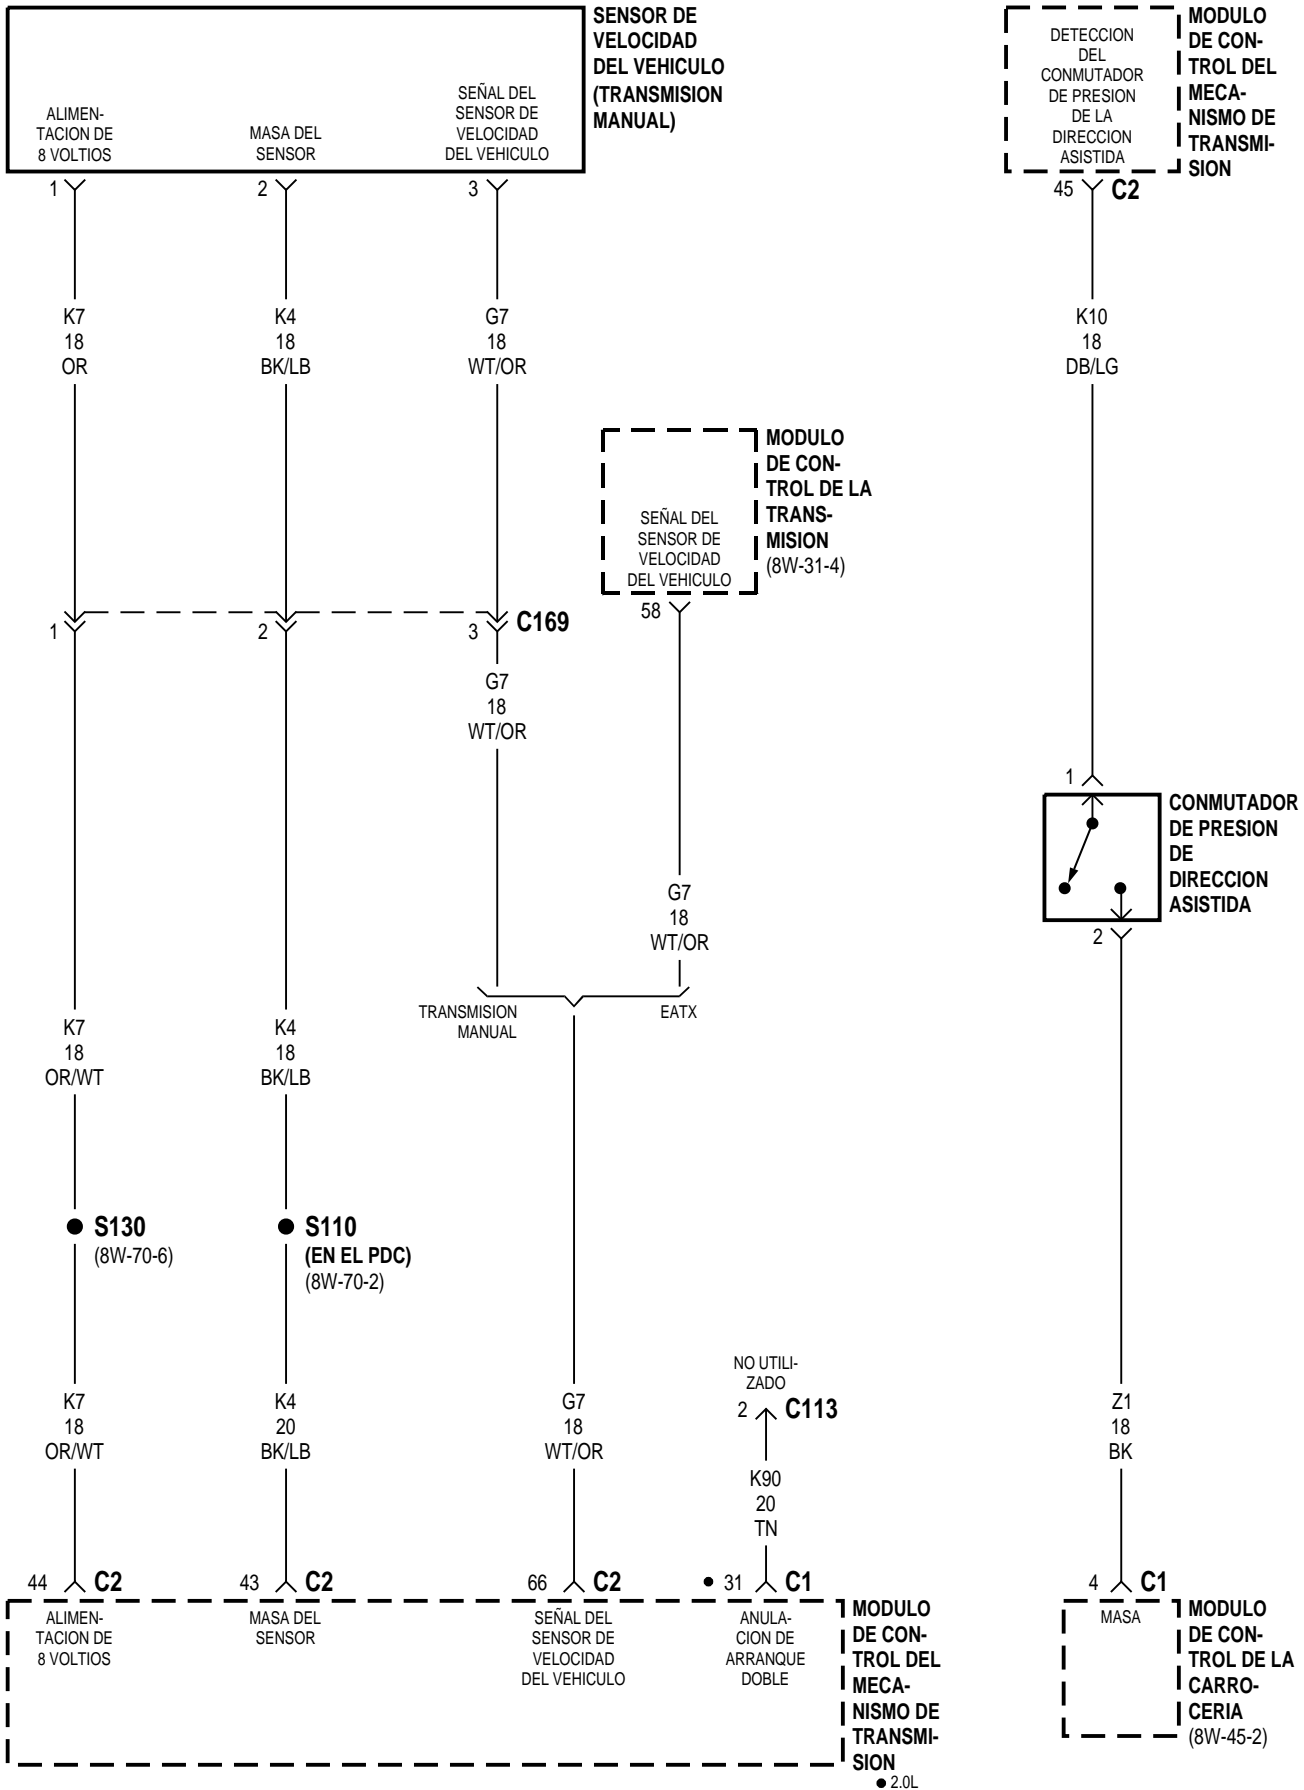 SENSOR DE
VELOCIDAD
DEL VEHICULO
(TRANSMISION
MANUAL)
ALIMEN-
TACION DE
8 VOLTIOS
MASA DEL
SENSOR
SEÑAL DEL
SENSOR DE
VELOCIDAD
DEL VEHICULO
1
2
3
MODULO
DE CON-
TROL DEL
MECA-
NISMO DE
TRANSMI-
SION
DETECCION
DEL
CONMUTADOR
DE PRESION
DE LA
DIRECCION
ASISTIDA
45 C2
K7
18
OR
K4
18
BK/LB
G7
18
WT/OR
K10
18
DB/LG
MODULO
DE CON-
TROL DE LA
TRANS-
MISION
(8W-31-4)
SEÑAL DEL
SENSOR DE
VELOCIDAD
DEL VEHICULO
58
1
2
3 C169
G7
18
WT/OR
1
CONMUTADOR
DE PRESION
DE
DIRECCION
ASISTIDA
2
G7
18
WT/OR
TRANSMISION
MANUAL
EATX
K7
18
OR/WT
K4
18
BK/LB
S130
(8W-70-6)
S110
(EN EL PDC)
(8W-70-2)
NO UTILI-
ZADO
2 C113
K7
18
OR/WT
K4
20
BK/LB
G7
18
WT/OR
K90
20
TN
Z1
18
BK
44 C2
43 C2
66 C2
● 31 C1
4 C1
ALIMEN-
TACION DE
8 VOLTIOS
MASA DEL
SENSOR
SEÑAL DEL
SENSOR DE
VELOCIDAD
DEL VEHICULO
ANULA-
CION DE
ARRANQUE
DOBLE
MODULO
DE CON-
TROL DEL
MECA-
NISMO DE
TRANSMI-
SION
● 2.0L
MASA
MODULO
DE CON-
TROL DE LA
CARRO-
CERIA
(8W-45-2)